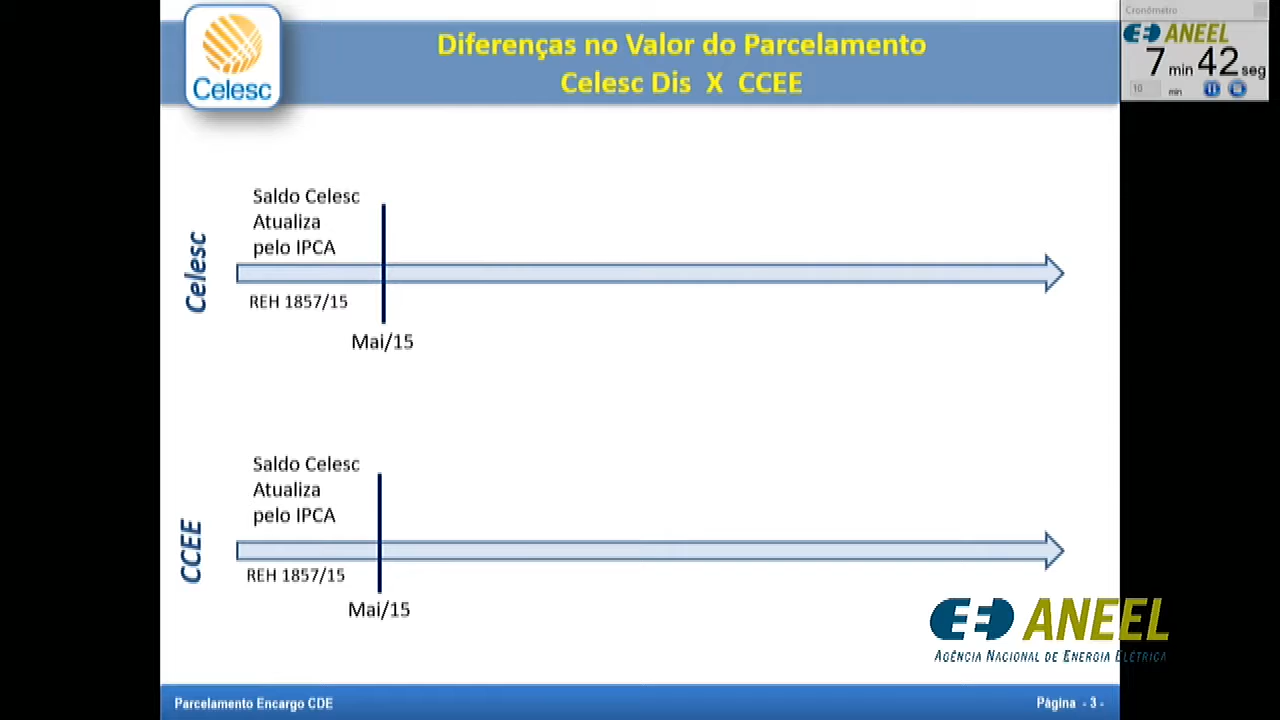 Diferenças no Valor do Parcelamento
Celesc Dis X CCEE
Celesc
Cronômetro
ANEEL
7 min 42 seg
10 min
Saldo Celesc
Atualiza
pelo IPCA
Celesc
REH 1857/15
Mai/15
Saldo Celesc
Atualiza
pelo IPCA
CCEE
REH 1857/15
Mai/15
ANEEL
AGÊNCIA NACIONAL DE ENERGIA ELÉTRICA
Parcelamento Encargo CDE
Página - 3 -